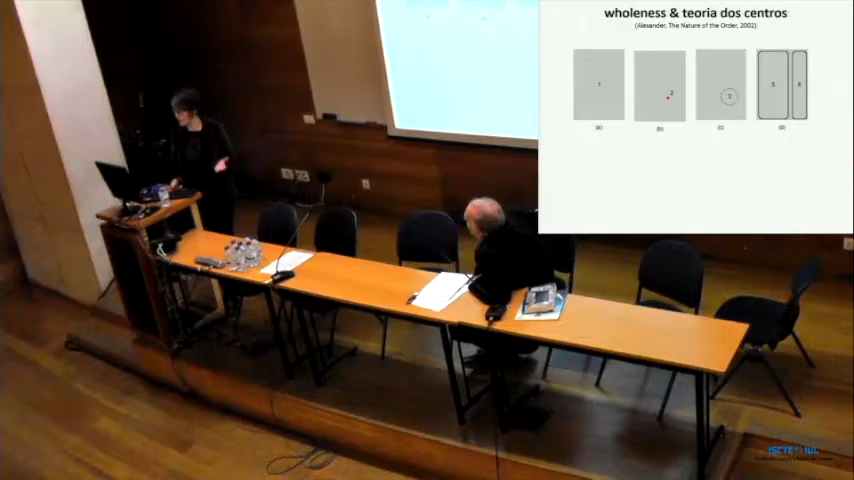 wholeness & teoria dos centros
(Alexander, The Nature of the Order, 2002)
1
2
3
5
6
(a)
(b)
(c)
(d)
ISCTE IUL